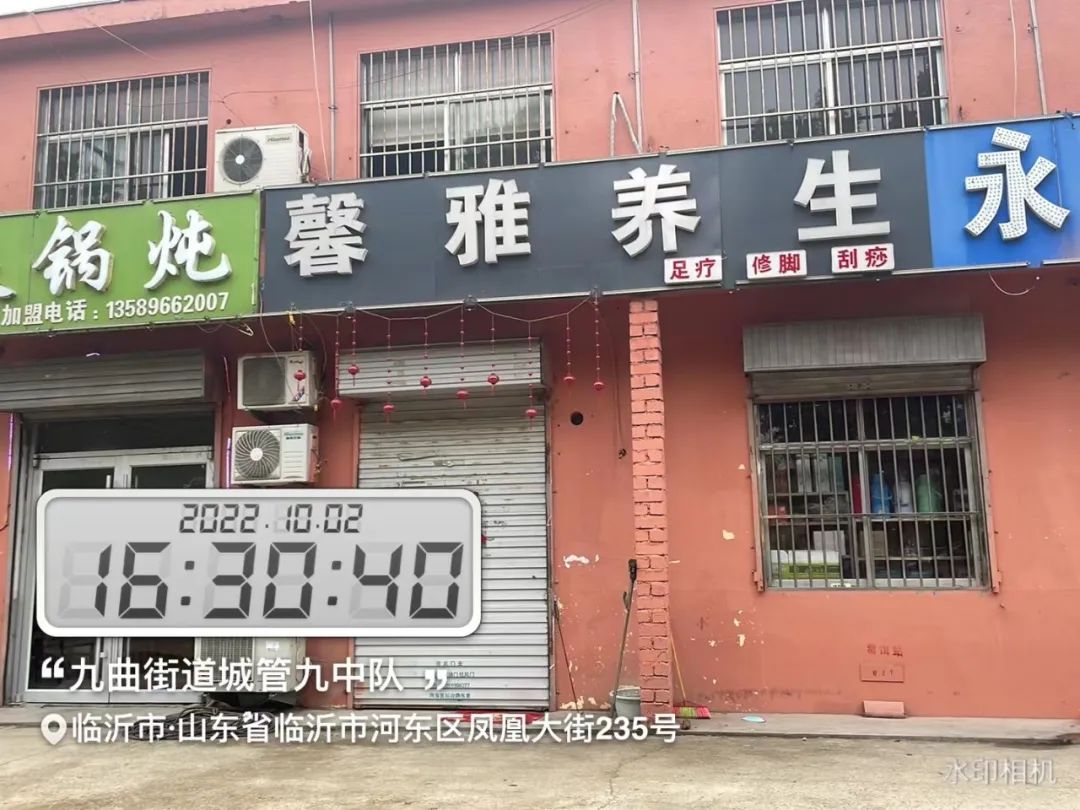 锅炖
加盟电话：13589662007
馨雅养生
足疗 修脚 刮痧
永
2022.10.02
16:30:40
“九曲街道城管九中队”
临沂市·山东省临沂市河东区凤凰大街235号
水印相机